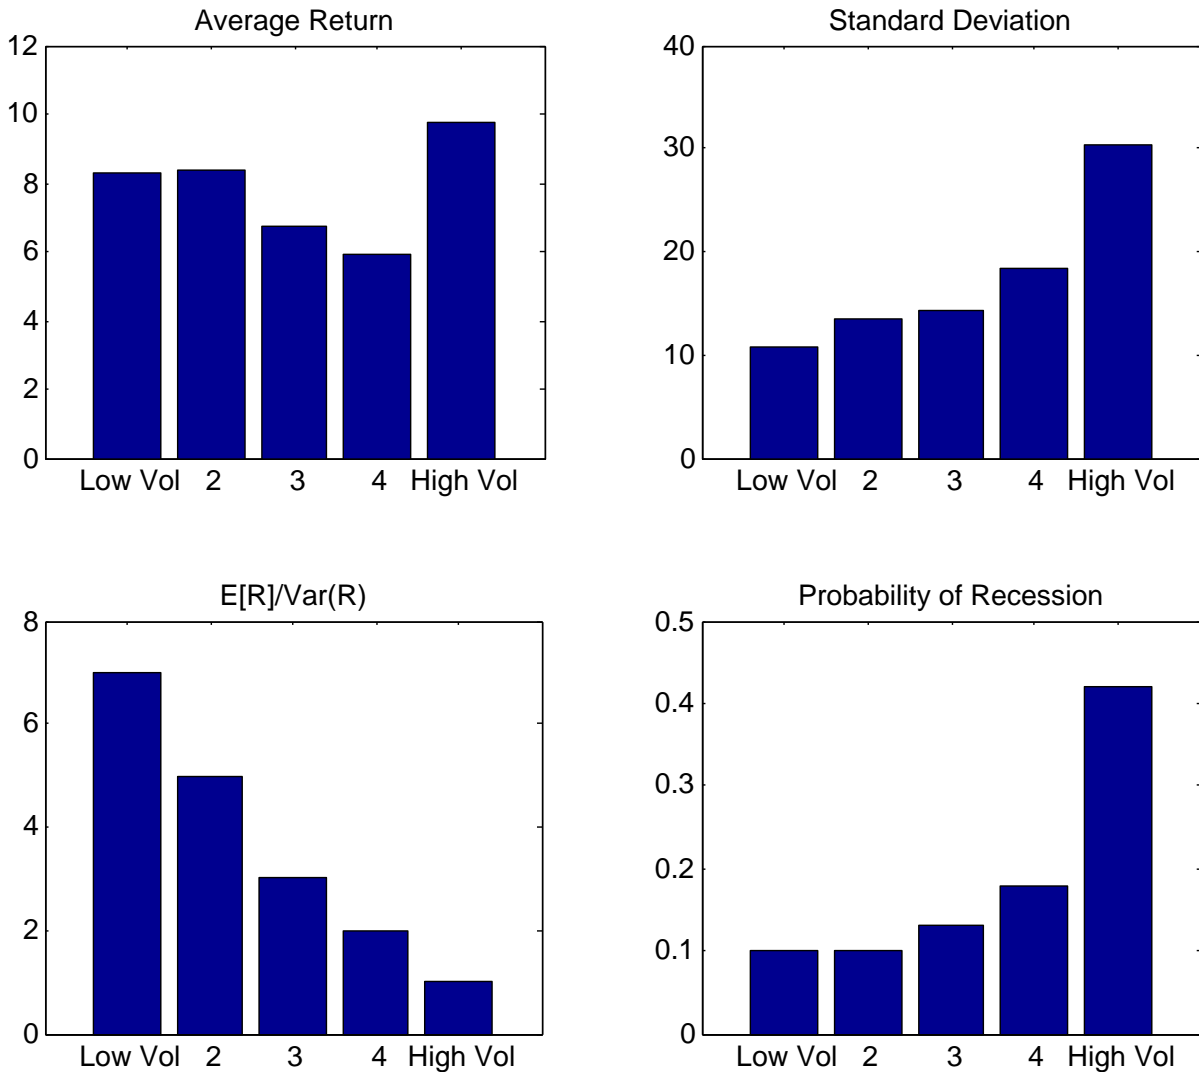 Average Return
12
10
8
6
4
2
0
Low Vol 2 3 4 High Vol
Standard Deviation
40
30
20
10
0
Low Vol 2 3 4 High Vol
E[R]/Var(R)
8
6
4
2
0
Low Vol 2 3 4 High Vol
Probability of Recession
0.5
0.4
0.3
0.2
0.1
0
Low Vol 2 3 4 High Vol